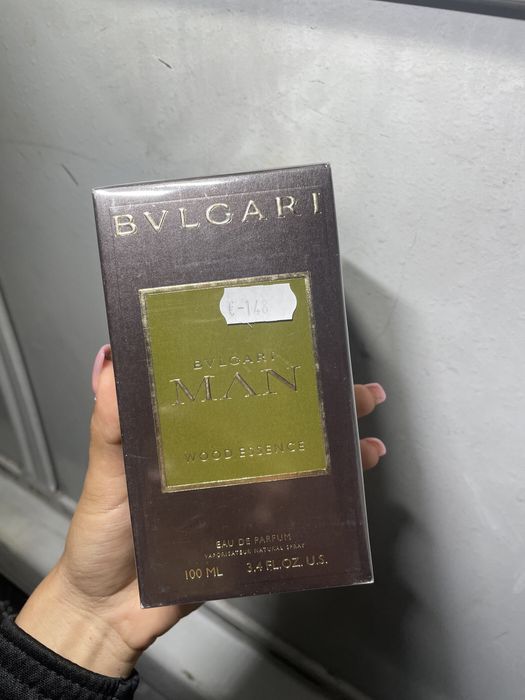 BVLGARI
€-148
BVLGARI
MAN
WOOD ESSENCE
EAU DE PARFUM
VAPORISATEUR NATURAL SPRAY
100 ML 3.4 FL.OZ. U.S.